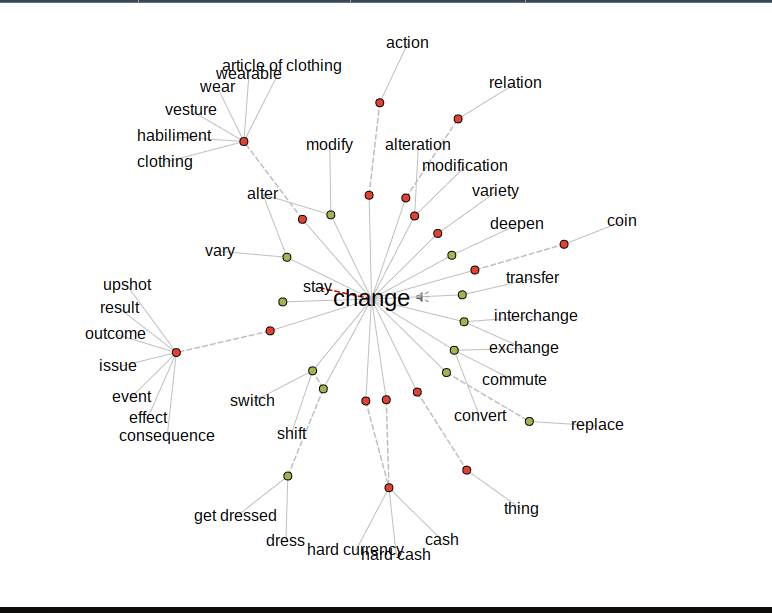 action
article of clothing
wearable
relation
wear
vesture
habiliment
modify
alteration
clothing
modification
variety
alter
deepen
coin
vary
transfer
upshot
stay
change
result
interchange
outcome
exchange
issue
commute
event
switch
effect
convert
replace
consequence
shift
thing
get dressed
dress
cash
hard currency
hard cash